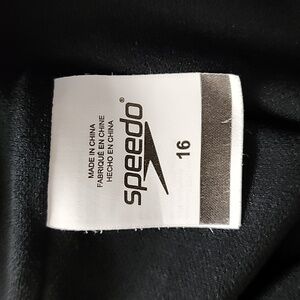 speedo®
MADE IN CHINA
FABRIQUÉ EN CHINE
HECHO EN CHINA
16